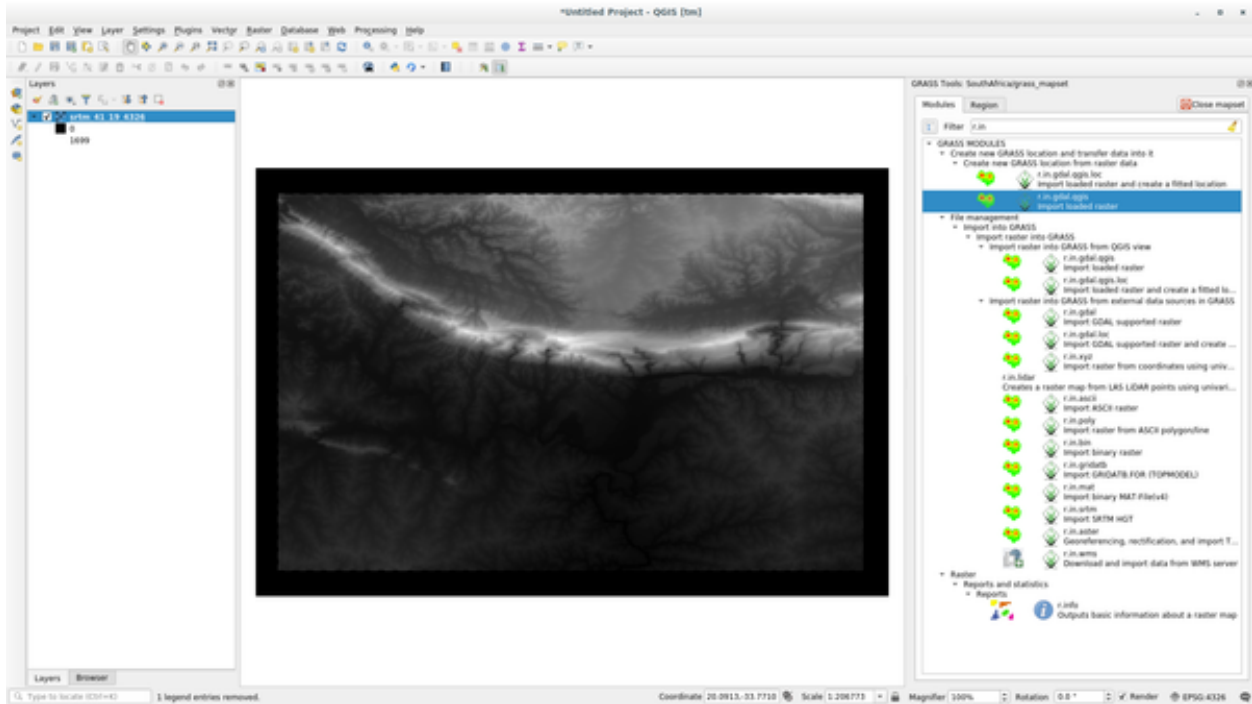 *Untitled Project - QGIS [tm]
Project Edit View Layer Settings Plugins Vector Raster Database Web Processing Help
Layers
srtm_41_19_4326
0
1699
Layers Browser
Type to locate (Ctrl+K)
1 legend entries removed.
Coordinate 20.0913,-33.7710 Scale 1:206773 Magnifier 100% Rotation 0.0 ° Render EPSG:4326
GRASS Tools: SouthAfrica/grass_mapset
Modules Region Close mapset
Filter r.in
GRASS MODULES
Create new GRASS location and transfer data into it
Create new GRASS location from raster data
r.in.gdal.qgis.loc
Import loaded raster and create a fitted location
r.in.gdal.qgis
Import loaded raster
File management
Import into GRASS
Import raster into GRASS
Import raster into GRASS from QGIS view
r.in.gdal.qgis
Import loaded raster
r.in.gdal.qgis.loc
Import loaded raster and create a fitted lo...
Import raster into GRASS from external data sources in GRASS
r.in.gdal
Import GDAL supported raster
r.in.gdal.loc
Import GDAL supported raster and create ...
r.in.xyz
Import raster from coordinates using univ...
r.in.lidar
Creates a raster map from LAS LiDAR points using univari...
r.in.ascii
Import ASCII raster
r.in.poly
Import raster from ASCII polygon/line
r.in.bin
Import binary raster
r.in.gridatb
Import GRIDATB.FOR (TOPMODEL)
r.in.mat
Import binary MAT-File(v4)
r.in.srtm
Import SRTM HGT
r.in.aster
Georeferencing, rectification, and import T...
r.in.wms
Download and import data from WMS server
Raster
Reports and statistics
Reports
r.info
Outputs basic information about a raster map